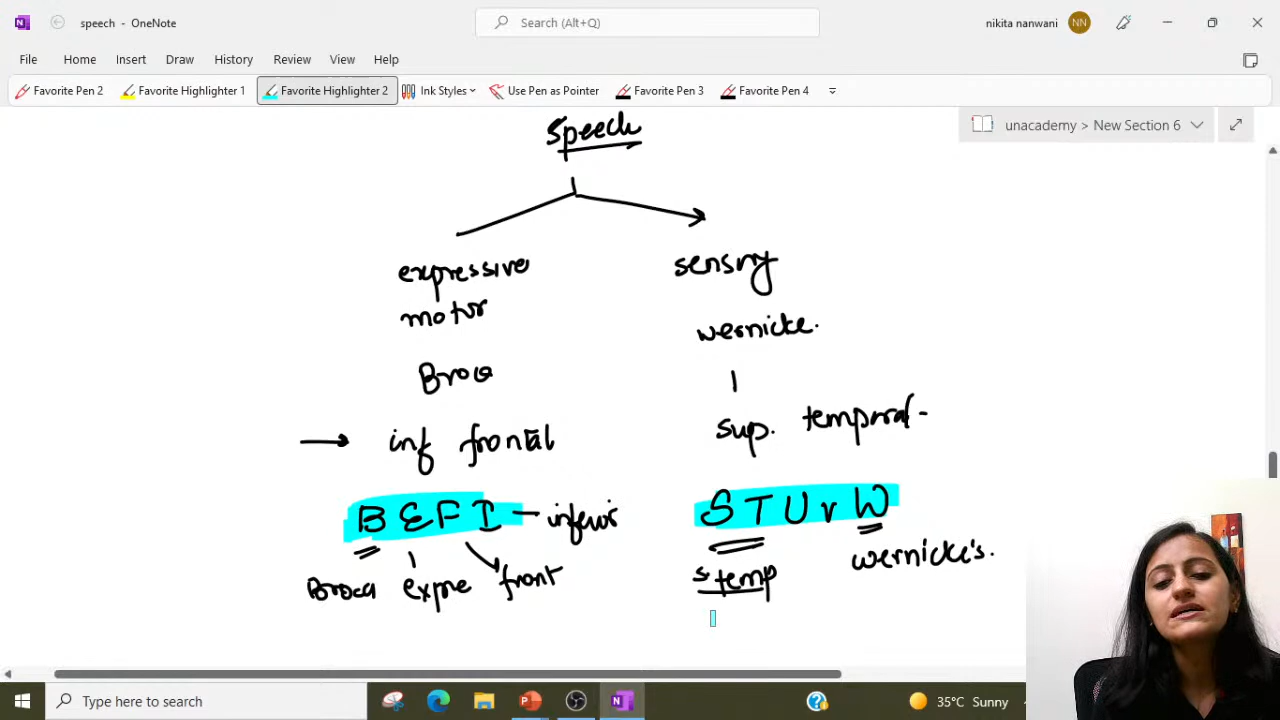 speech - OneNote
Search (Alt+Q)
nikita nanwani NN
File Home Insert Draw History Review View Help
Favorite Pen 2 Favorite Highlighter 1 Favorite Highlighter 2 Ink Styles Use Pen as Pointer Favorite Pen 3 Favorite Pen 4
unacademy > New Section 6
speech
expressive sensory
motor
wernicke.
Broca
sup. temporal
inf frontal
BEFI - inferior
STUVW
Broca expre front
s temp
wernicke's.
Type here to search
35°C Sunny